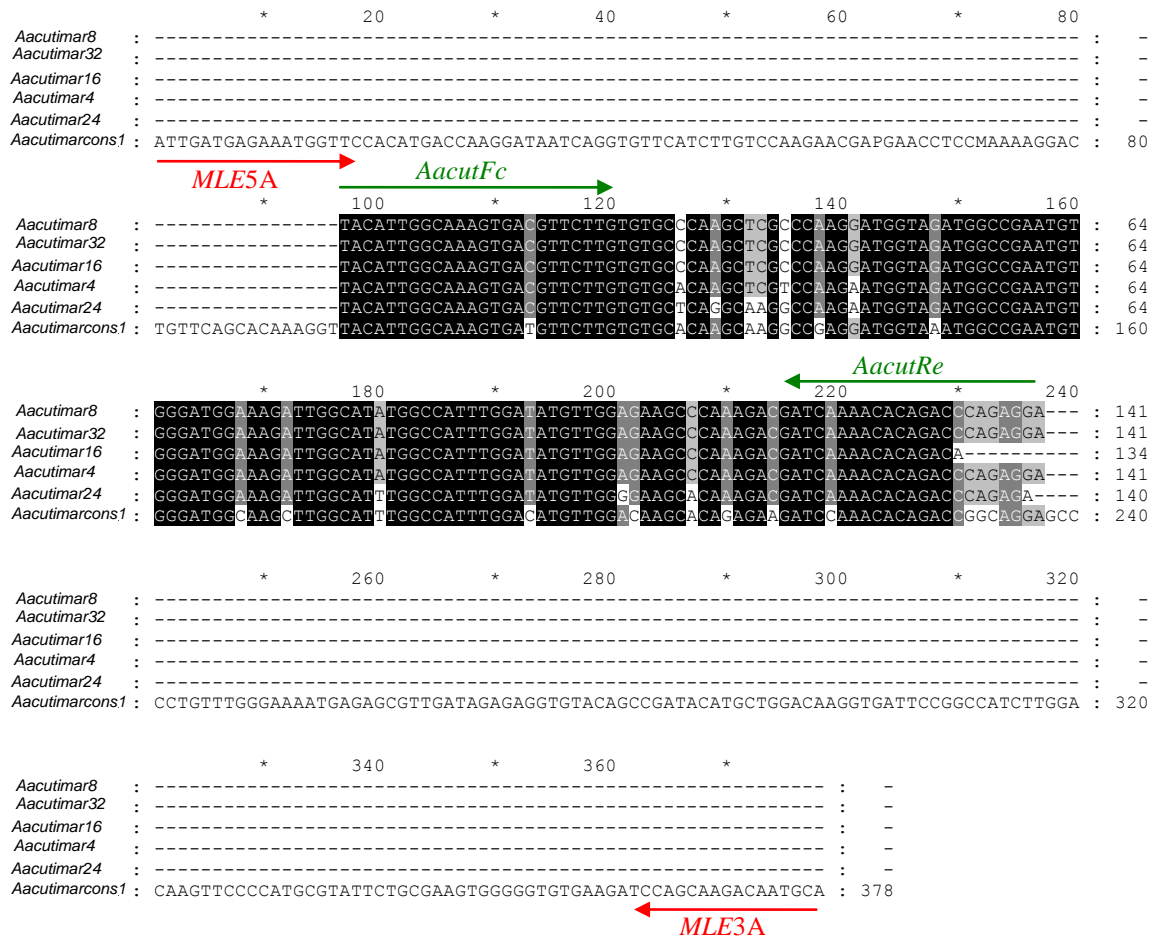 * 20 * 40 * 60 * 80
Aacutimar8 : -------------------------------------------------------------------------------- : -
Aacutimar32 : -------------------------------------------------------------------------------- : -
Aacutimar16 : -------------------------------------------------------------------------------- : -
Aacutimar4 : -------------------------------------------------------------------------------- : -
Aacutimar24 : -------------------------------------------------------------------------------- : -
Aacutimarcons1 : ATTGATGAGAAATGGTTCCACATGACCAAGGATAATCAGGTGTTCATCTTGTCCAAGAACGAPGAACCTCCMAAAAGGAC : 80
MLE5A
AacutFc
* 100 * 120 * 140 * 160
Aacutimar8 : ----------------TACATTGGCAAAGTGACGTTCTTGTGTGCCCAAGCTCGCCCAAGGATGGTAGATGGCCGAATGT : 64
Aacutimar32 : ----------------TACATTGGCAAAGTGACGTTCTTGTGTGCCCAAGCTCGCCCAAGGATGGTAGATGGCCGAATGT : 64
Aacutimar16 : ----------------TACATTGGCAAAGTGACGTTCTTGTGTGCCCAAGCTCGCCCAAGGATGGTAGATGGCCGAATGT : 64
Aacutimar4 : ----------------TACATTGGCAAAGTGACGTTCTTGTGTGCACAAGCTCGTCCAAGAATGGTAGATGGCCGAATGT : 64
Aacutimar24 : ----------------TACATTGGCAAAGTGACGTTCTTGTGTGCTCAGGCAAGGCCAAGAATGGTAGATGGCCGAATGT : 64
Aacutimarcons1 : TGTTCAGCACAAAGGTTACATTGGCAAAGTGATGTTCTTGTGTGCACAAGCAAGGCCGAGGATGGTAAATGGCCGAATGT : 160
AacutRe
* 180 * 200 * 220 * 240
Aacutimar8 : GGGATGGAAAGATTGGCATATGGCCATTTGGATATGTTGGAGAAGCCCAAAGACGATCAAAACACAGACCCAGAGGA--- : 141
Aacutimar32 : GGGATGGAAAGATTGGCATATGGCCATTTGGATATGTTGGAGAAGCCCAAAGACGATCAAAACACAGACCCAGAGGA--- : 141
Aacutimar16 : GGGATGGAAAGATTGGCATATGGCCATTTGGATATGTTGGAGAAGCCCAAAGACGATCAAAACACAGACA---------- : 134
Aacutimar4 : GGGATGGAAAGATTGGCATATGGCCATTTGGATATGTTGGAGAAGCCCAAAGACGATCAAAACACAGACCCAGAGGA--- : 141
Aacutimar24 : GGGATGGAAAGATTGGCATTTGGCCATTTGGATATGTTGGGGAAGCACAAAGACGATCAAAACACAGACCCAGAGA---- : 140
Aacutimarcons1 : GGGATGGCAAGCTTGGCATTTGGCCATTTGGACATGTTGGACAAGCACAGAGAAGATCCAAACACAGACCGGCAGGAGCC : 240
* 260 * 280 * 300 * 320
Aacutimar8 : -------------------------------------------------------------------------------- : -
Aacutimar32 : -------------------------------------------------------------------------------- : -
Aacutimar16 : -------------------------------------------------------------------------------- : -
Aacutimar4 : -------------------------------------------------------------------------------- : -
Aacutimar24 : -------------------------------------------------------------------------------- : -
Aacutimarcons1 : CCTGTTTGGGAAAATGAGAGCGTTGATAGAGAGGTGTACAGCCGATACATGCTGGACAAGGTGATTCCGGCCATCTTGGA : 320
* 340 * 360 *
Aacutimar8 : ---------------------------------------------------------- : -
Aacutimar32 : ---------------------------------------------------------- : -
Aacutimar16 : ---------------------------------------------------------- : -
Aacutimar4 : ---------------------------------------------------------- : -
Aacutimar24 : ---------------------------------------------------------- : -
Aacutimarcons1 : CAAGTTCCCCATGCGTATTCTGCGAAGTGGGGGTGTGAAGATCCAGCAAGACAATGCA : 378
MLE3A